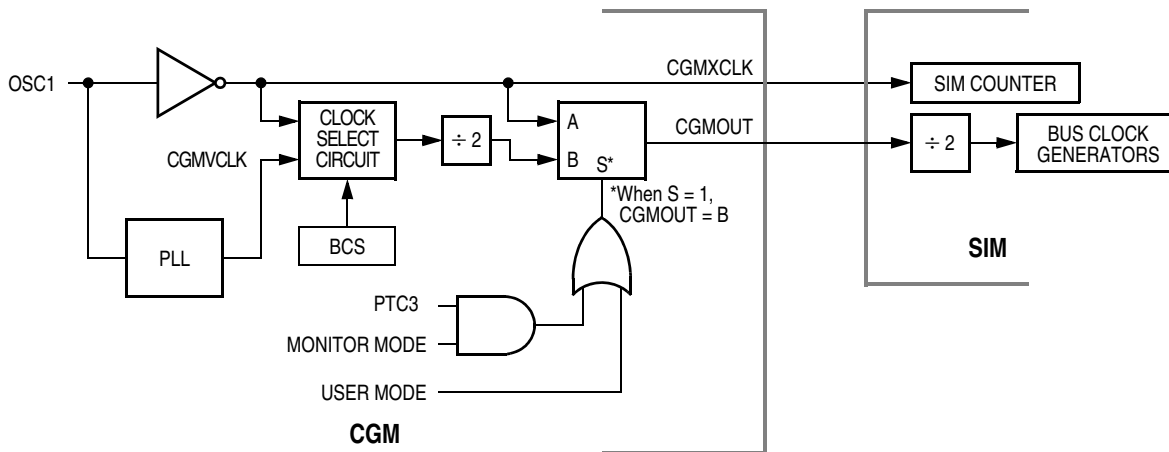 OSC1
CGMXCLK
SIM COUNTER
CLOCK
SELECT
CIRCUIT
÷ 2
A
B
S*
CGMOUT
÷ 2
BUS CLOCK
GENERATORS
CGMVCLK
*When S = 1,
CGMOUT = B
PLL
BCS
SIM
PTC3
MONITOR MODE
USER MODE
CGM